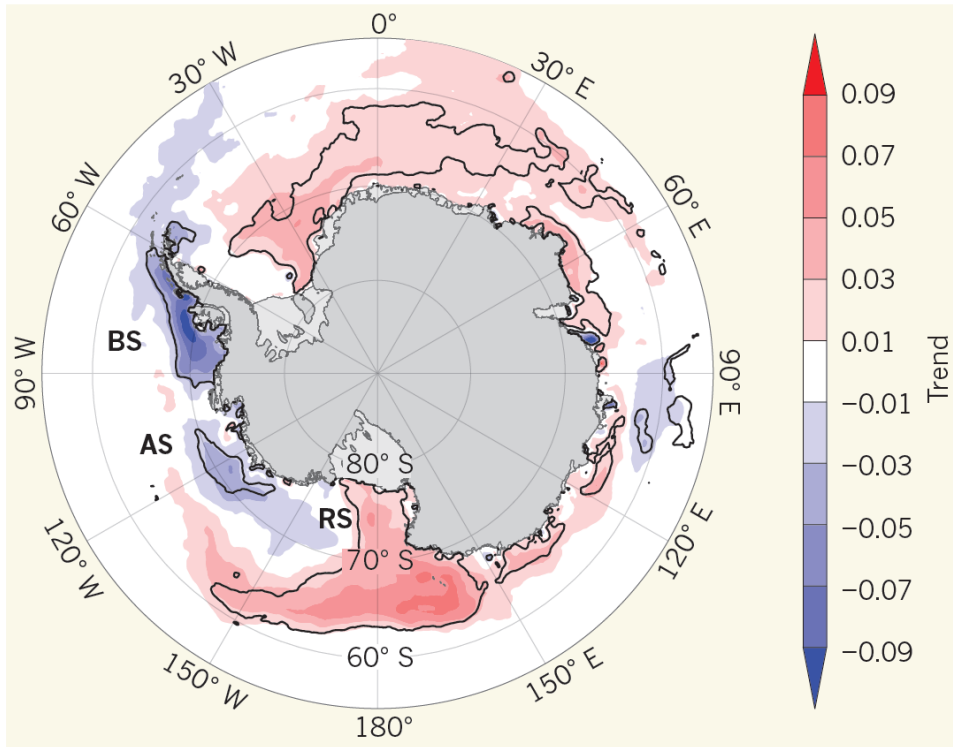 0°
30° W
30° E
60° W
60° E
BS
90° W
90° E
AS
80° S
RS
70° S
120° W
120° E
60° S
150° W
150° E
180°
0.09
0.07
0.05
0.03
0.01
−0.01
−0.03
−0.05
−0.07
−0.09
Trend